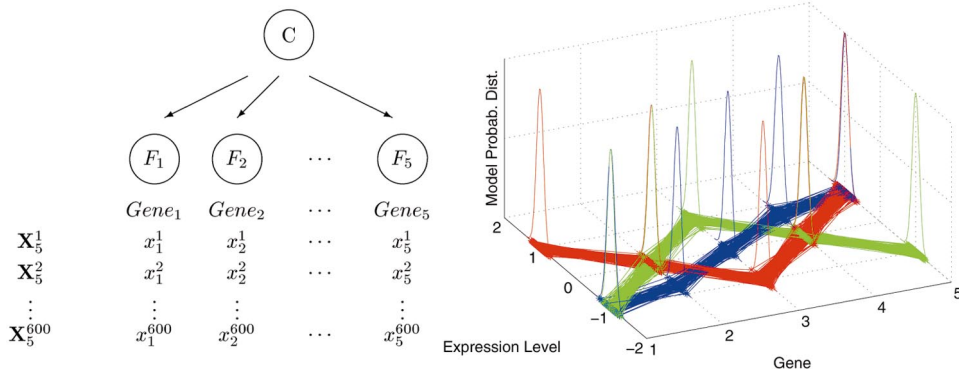 C
F₁ F₂ ⋯ F₅
Gene₁ Gene₂ ⋯ Gene₅
X₅¹ x₁¹ x₂¹ ⋯ x₅¹
X₅² x₁² x₂² ⋯ x₅²
⋮ ⋮ ⋮ ⋮
X₅⁶⁰⁰ x₁⁶⁰⁰ x₂⁶⁰⁰ ⋯ x₅⁶⁰⁰
Model Probab. Dist.
2
1
0
−1
−2
Expression Level
1
2
3
4
5
Gene